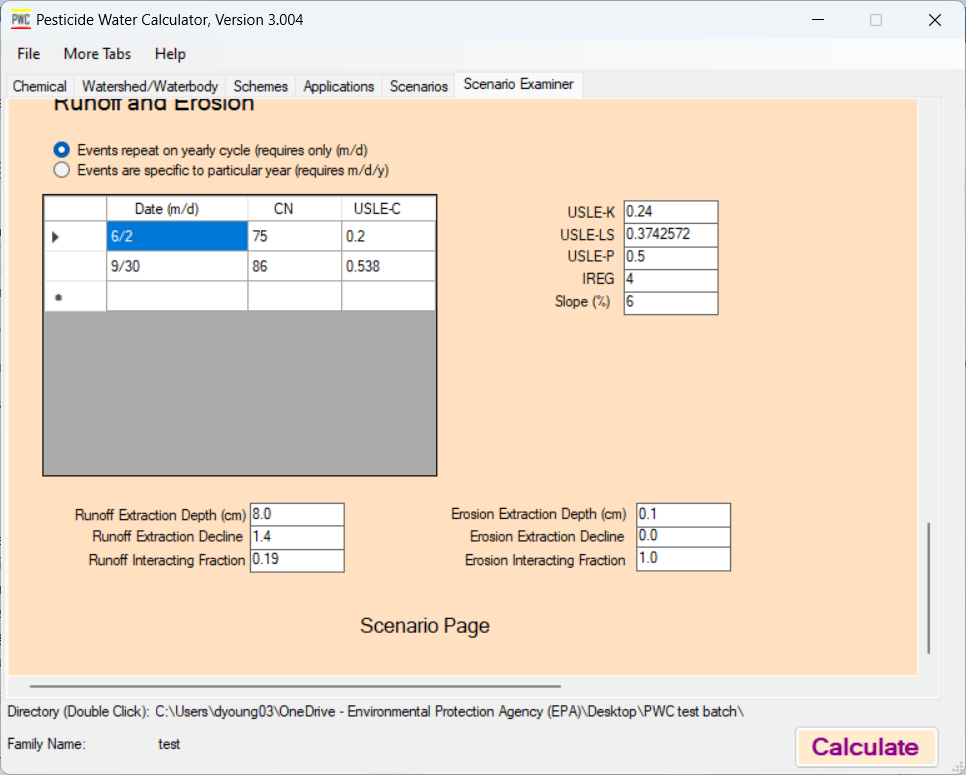 PWC Pesticide Water Calculator, Version 3.004
File More Tabs Help
Chemical Watershed/Waterbody Schemes Applications Scenarios Scenario Examiner
Runoff and Erosion
Events repeat on yearly cycle (requires only (m/d)
Events are specific to particular year (requires m/d/y)
Date (m/d) CN USLE-C
6/2 75 0.2
9/30 86 0.538
*
USLE-K 0.24
USLE-LS 0.3742572
USLE-P 0.5
IREG 4
Slope (%) 6
Runoff Extraction Depth (cm) 8.0
Runoff Extraction Decline 1.4
Runoff Interacting Fraction 0.19
Erosion Extraction Depth (cm) 0.1
Erosion Extraction Decline 0.0
Erosion Interacting Fraction 1.0
Scenario Page
Directory (Double Click): C:\Users\dyoung03\OneDrive - Environmental Protection Agency (EPA)\Desktop\PWC test batch\
Family Name: test
Calculate